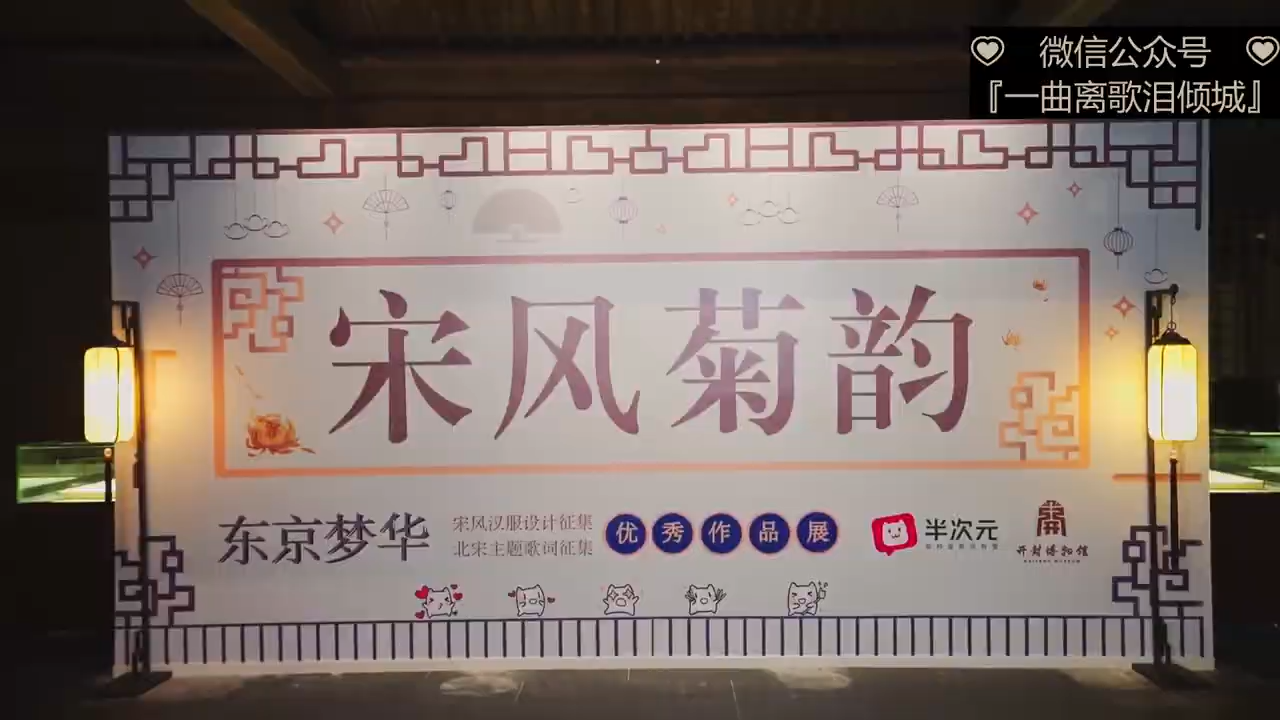 微信公众号
『一曲离歌泪倾城』
宋风菊韵
东京梦华
宋风汉服设计征集
北宋主题歌词征集
优秀作品展
半次元
开封博物馆
KAIFENG MUSEUM